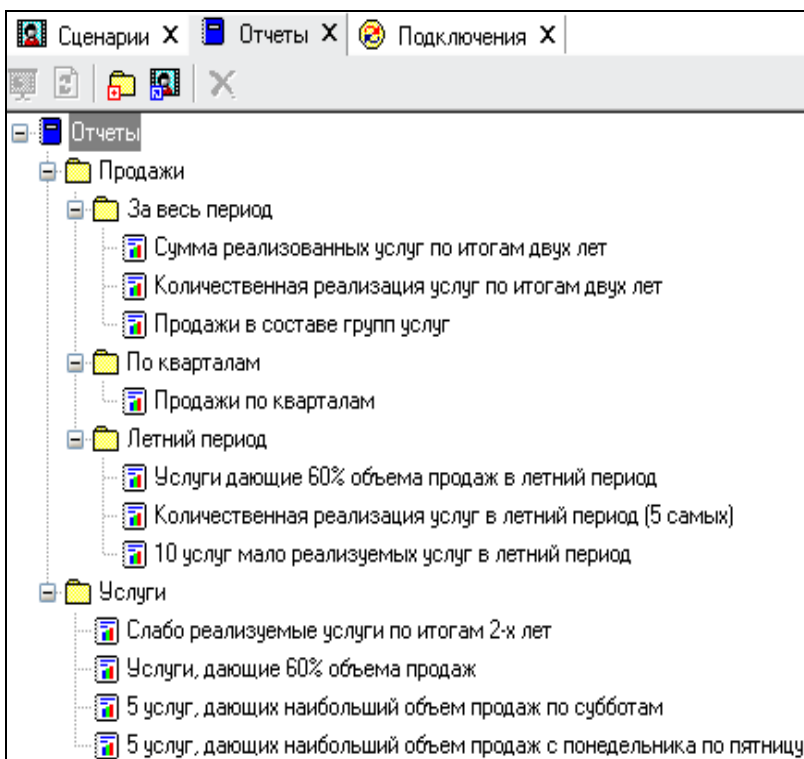 Сценарии X Отчеты X Подключения X
Отчеты
Продажи
За весь период
Сумма реализованных услуг по итогам двух лет
Количественная реализация услуг по итогам двух лет
Продажи в составе групп услуг
По кварталам
Продажи по кварталам
Летний период
Услуги дающие 60% объема продаж в летний период
Количественная реализация услуг в летний период (5 самых)
10 услуг мало реализуемых услуг в летний период
Услуги
Слабо реализуемые услуги по итогам 2-х лет
Услуги, дающие 60% объема продаж
5 услуг, дающих наибольший объем продаж по субботам
5 услуг, дающих наибольший объем продаж с понедельника по пятницу